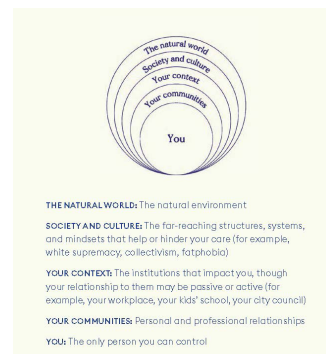 The natural world
Society and culture
Your context
Your communities
You
THE NATURAL WORLD: The natural environment
SOCIETY AND CULTURE: The far-reaching structures, systems,
and mindsets that help or hinder your care (for example,
white supremacy, collectivism, fatphobia)
YOUR CONTEXT: The institutions that impact you, though
your relationship to them may be passive or active (for
example, your workplace, your kids' school, your city council)
YOUR COMMUNITIES: Personal and professional relationships
YOU: The only person you can control